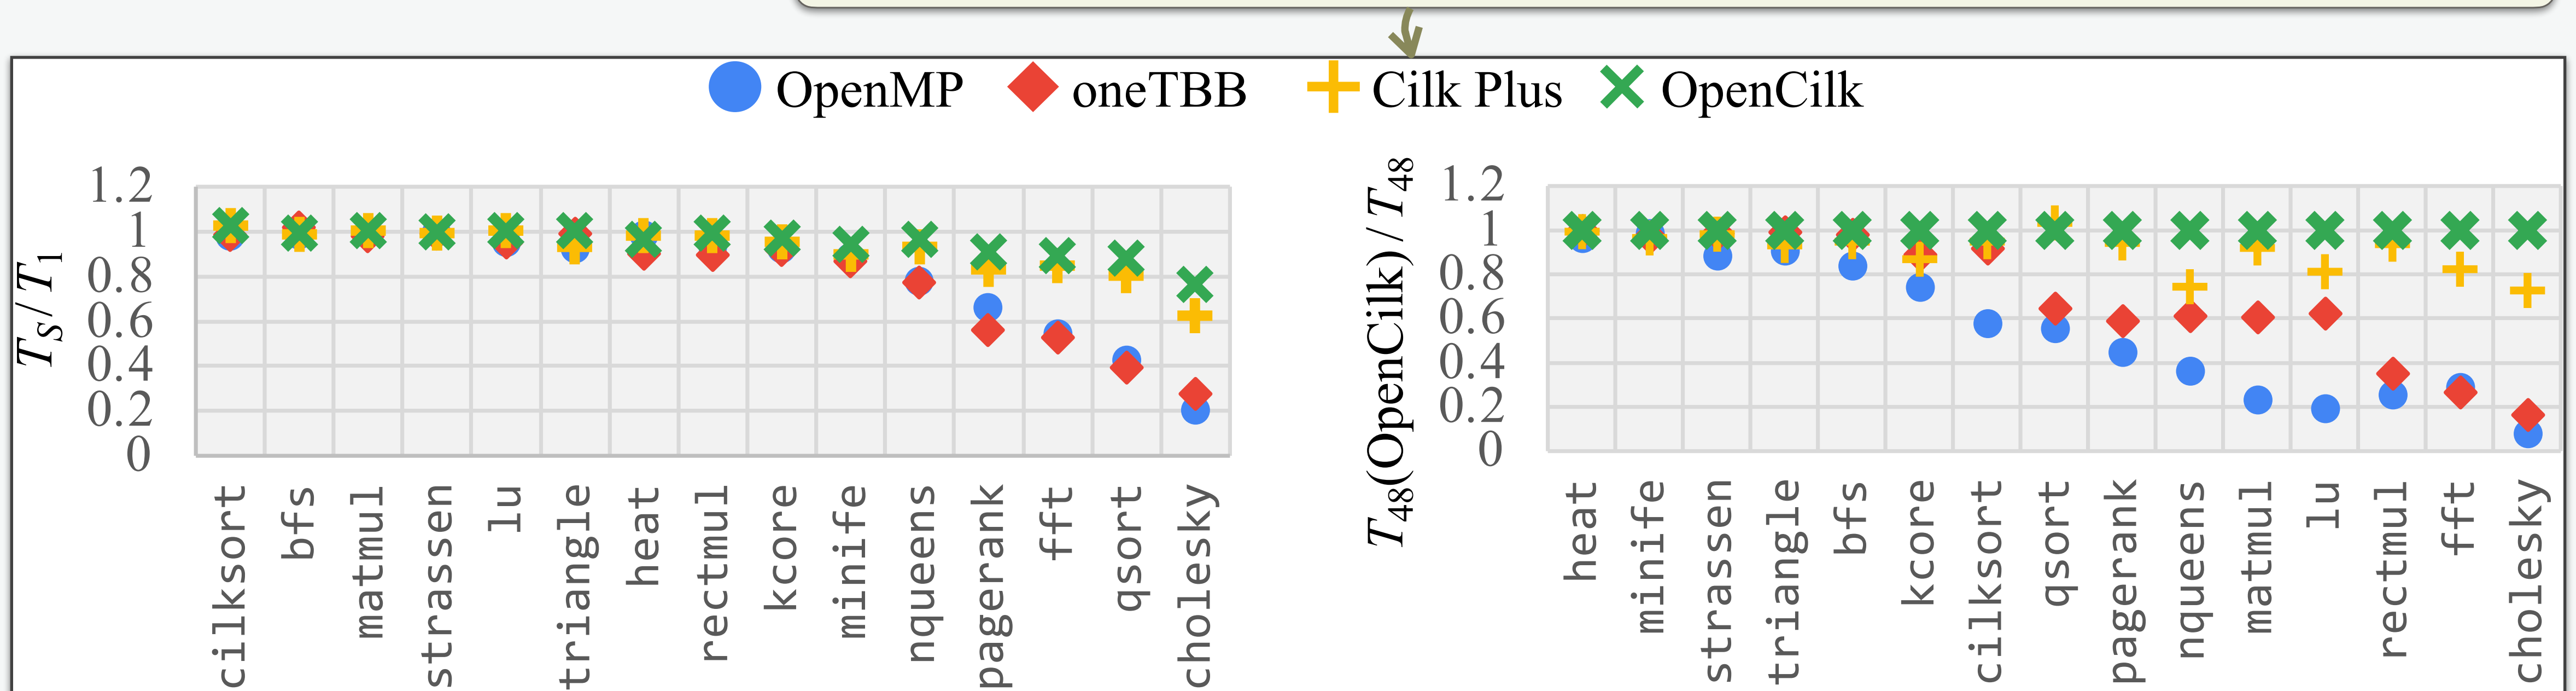 OpenMP oneTBB Cilk Plus OpenCilk
T_S / T_1
1.2
1
0.8
0.6
0.4
0.2
0
cilksort
bfs
matmul
strassen
lu
triangle
heat
rectmul
kcore
minife
nqueens
pagerank
fft
qsort
cholesky
T_48(OpenCilk) / T_48
1.2
1
0.8
0.6
0.4
0.2
0
heat
minife
strassen
triangle
bfs
kcore
cilksort
qsort
pagerank
nqueens
matmul
lu
rectmul
fft
cholesky